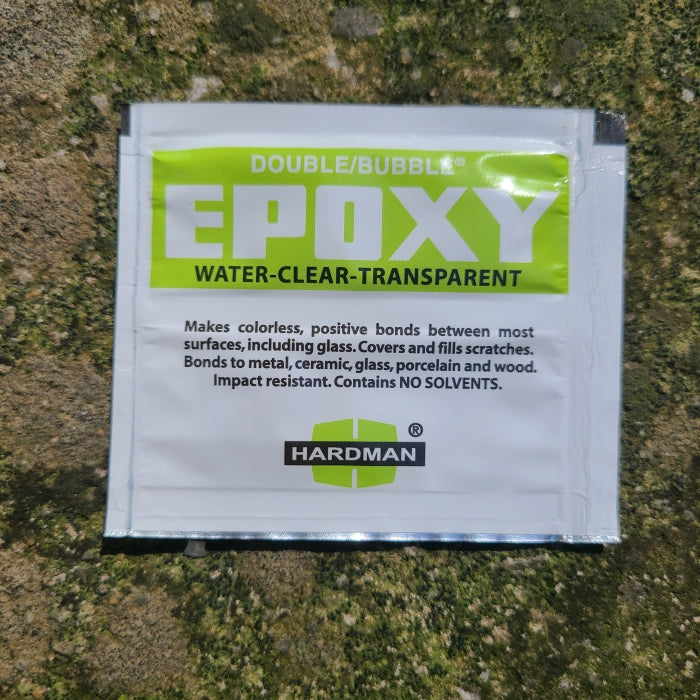 DOUBLE/BUBBLE®
EPOXY
WATER-CLEAR-TRANSPARENT
Makes colorless, positive bonds between most
surfaces, including glass. Covers and fills scratches.
Bonds to metal, ceramic, glass, porcelain and wood.
Impact resistant. Contains NO SOLVENTS.
HARDMAN®